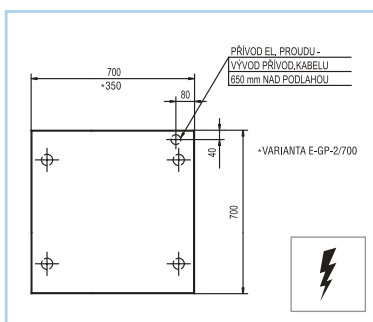 PŘÍVOD EL. PROUDU -
VÝVOD PŘÍVOD.KABELU
650 mm NAD PODLAHOU
700
*350
80
40
*VARIANTA E-GP-2/700
700